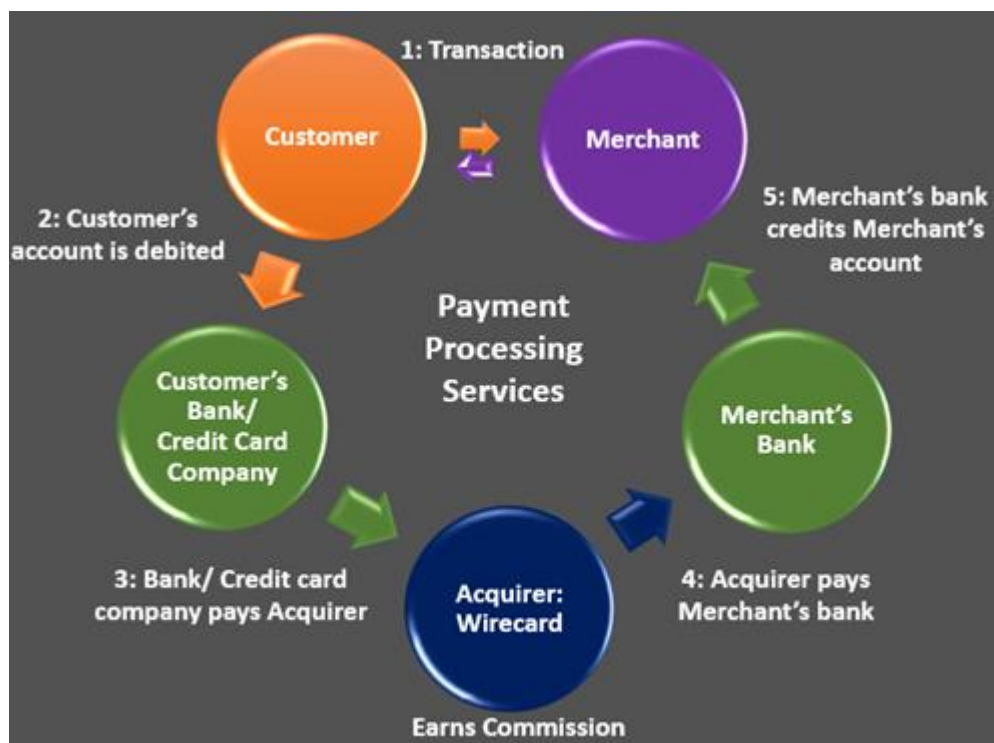 1: Transaction
Customer
Merchant
2: Customer’s
account is debited
5: Merchant’s bank
credits Merchant’s
account
Payment
Processing
Services
Customer’s
Bank/
Credit Card
Company
Merchant’s
Bank
3: Bank/ Credit card
company pays Acquirer
Acquirer:
Wirecard
4: Acquirer pays
Merchant’s bank
Earns Commission